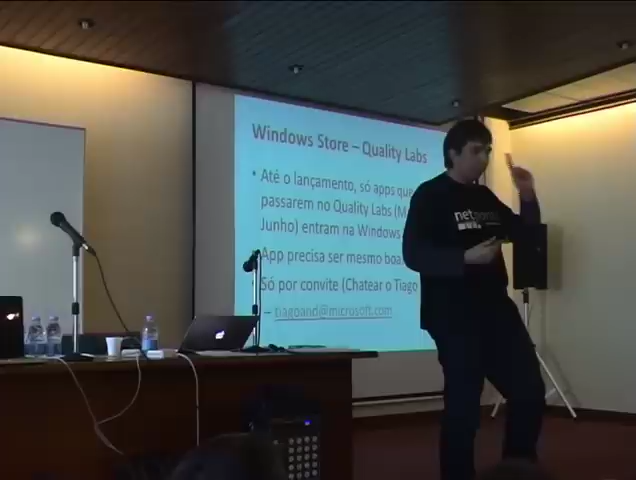 Windows Store – Quality Labs
• Até o lançamento, só apps que
passarem no Quality Labs (M
Junho) entram na Windows
App precisa ser mesmo boa
Só por convite (Chatear o Tiago
– tiagoand@microsoft.com